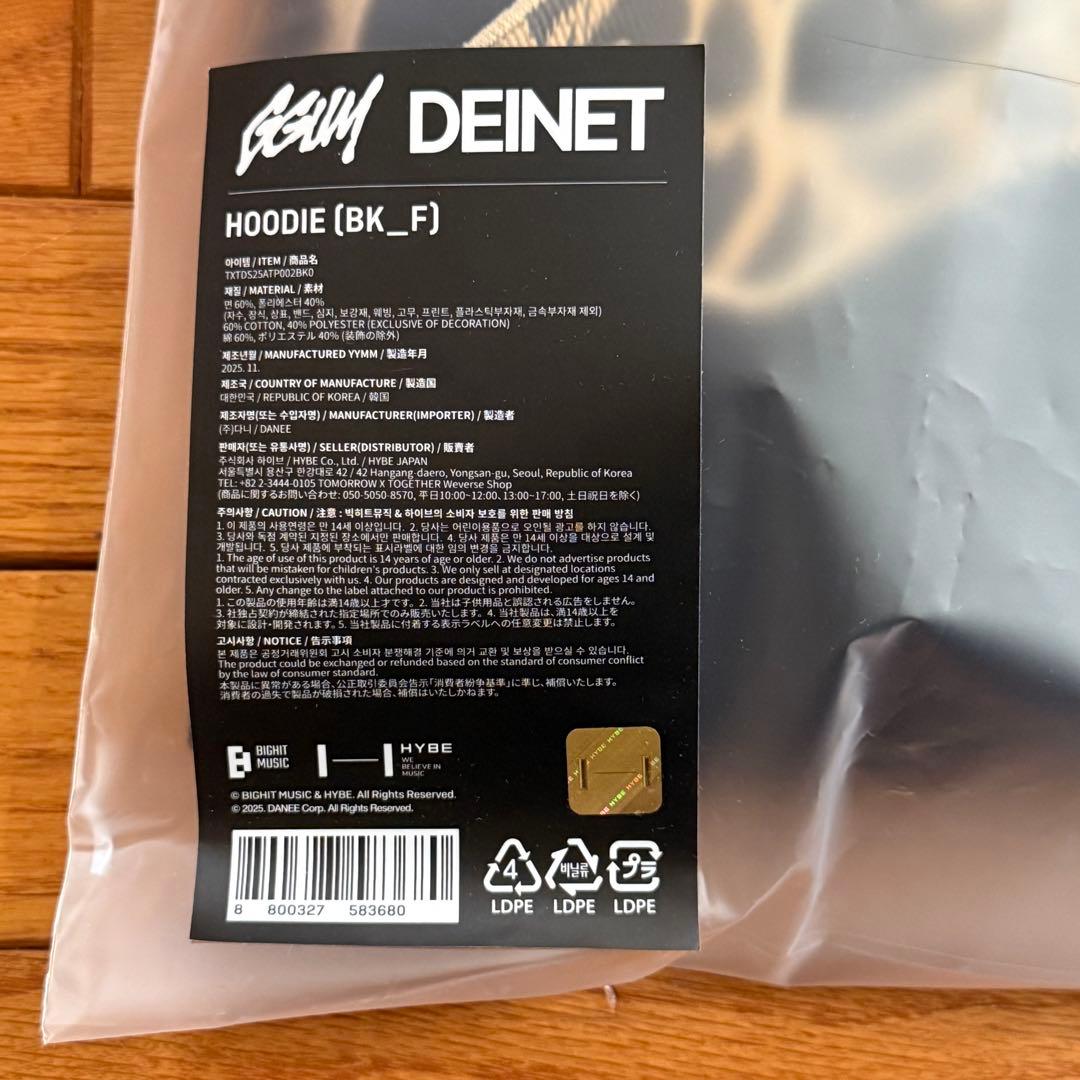 GGUM DEINET
HOODIE (BK_F)
아이템 / ITEM / 商品名
TXTDS25ATP002BK0
재질 / MATERIAL / 素材
면 60%, 폴리에스터 40%
(자수, 장식, 상표, 밴드, 심지, 보강재, 웨빙, 고무, 프린트, 플라스틱부자재, 금속부자재 제외)
60% COTTON, 40% POLYESTER (EXCLUSIVE OF DECORATION)
綿 60%, ポリエステル 40% (装飾の除外)
제조년월 / MANUFACTURED YYMM / 製造年月
2025. 11.
제조국 / COUNTRY OF MANUFACTURE / 製造国
대한민국 / REPUBLIC OF KOREA / 韓国
제조자명(또는 수입자명) / MANUFACTURER(IMPORTER) / 製造者
(주)다니 / DANEE
판매자(또는 유통사명) / SELLER(DISTRIBUTOR) / 販賣者
주식회사 하이브 / HYBE Co., Ltd. / HYBE JAPAN
서울특별시 용산구 한강대로 42 / 42 Hangang-daero, Yongsan-gu, Seoul, Republic of Korea
TEL: +82 2-3444-0105 TOMORROW X TOGETHER Weverse Shop
(商品に関するお問い合わせ: 050-5050-8570, 平日10:00~12:00、13:00~17:00, 土日祝日を除く)
주의사항 / CAUTION / 注意 : 빅히트뮤직 & 하이브의 소비자 보호를 위한 판매 방침
1. 이 제품의 사용연령은 만 14세 이상입니다. 2. 당사는 어린이용품으로 오인될 광고를 하지 않습니다.
3. 당사와 독점 계약된 지정된 장소에서만 판매합니다. 4. 당사 제품은 만 14세 이상을 대상으로 설계 및
개발됩니다. 5. 당사 제품에 부착되는 표시라벨에 대한 임의 변경을 금지합니다.
1. The age of use of this product is 14 years of age or older. 2. We do not advertise products
that will be mistaken for children's products. 3. We only sell at designated locations
contracted exclusively with us. 4. Our products are designed and developed for ages 14 and
older. 5. Any change to the label attached to our product is prohibited.
1. この製品の使用年齢は満14歳以上才です。2. 当社は子供用品と誤認される広告をしません。
3. 社独占契約が締結された指定場所でのみ販売いたします。4. 当社製品は、満14歳以上を
対象に設計・開発されます。5. 当社製品に付着する表示ラベルへの任意変更は禁止します。
고시사항 / NOTICE / 告示事項
본 제품은 공정거래위원회 고시 소비자 분쟁해결 기준에 의거 교환 및 보상을 받으실 수 있습니다.
The product could be exchanged or refunded based on the standard of consumer conflict
by the law of consumer standard.
本製品に異常がある場合、公正取引委員会告示「消費者紛争基準」に準じ、補償いたします。
消費者の過失で製品が破損された場合、補償はいたしかねます。
BIGHIT MUSIC HYBE
WE BELIEVE IN MUSIC
HYBE HYBE HYBE
© BIGHIT MUSIC & HYBE. All Rights Reserved.
© 2025. DANEE Corp. All Rights Reserved.
8 800327 583680
4 비닐류 プラ
LDPE LDPE LDPE